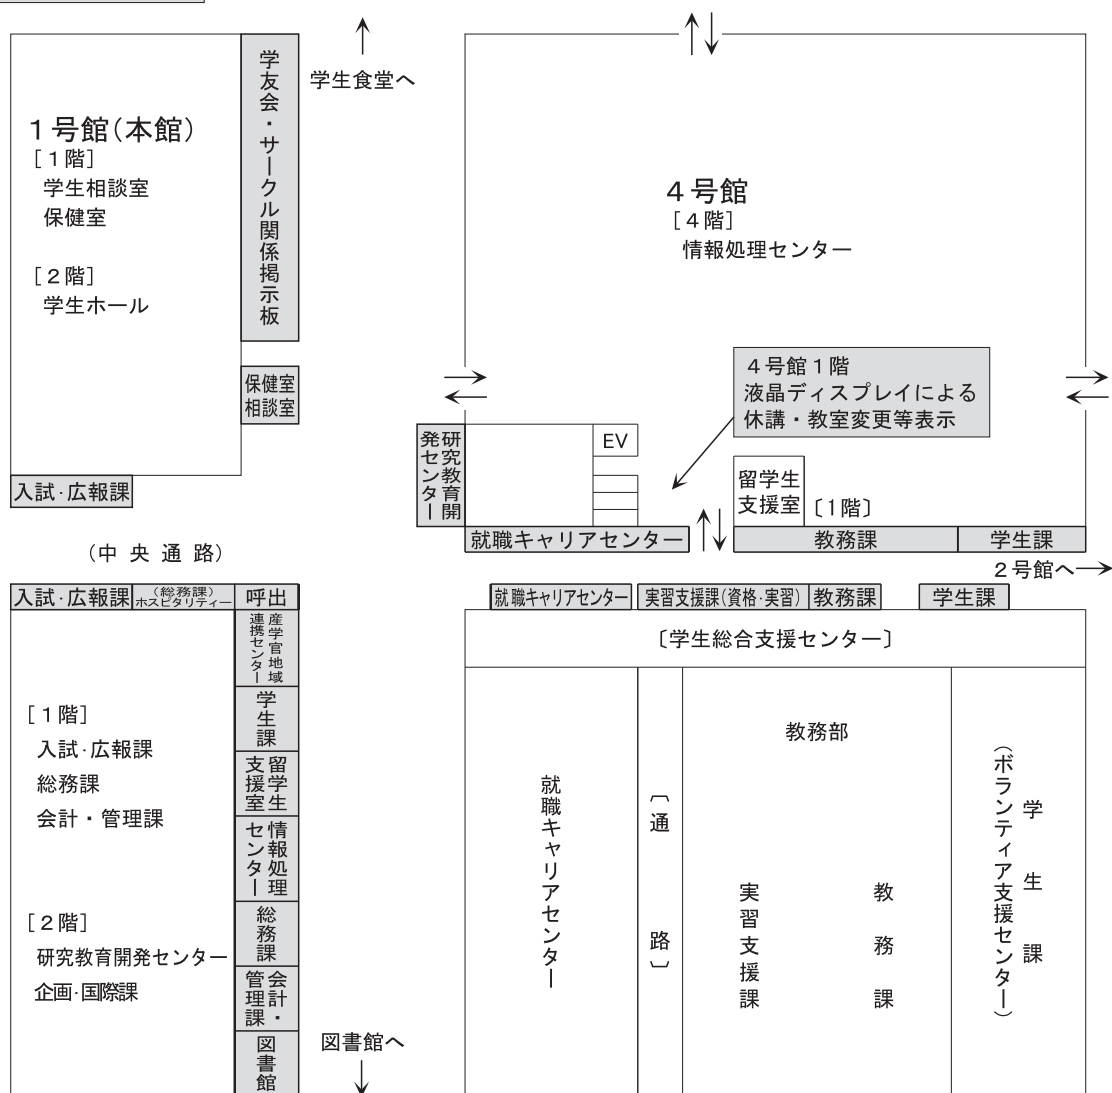 学友会・サークル関係掲示板
学生食堂へ
1号館(本館)
[1階]
学生相談室
保健室
[2階]
学生ホール
保健室
相談室
入試・広報課
4号館
[4階]
情報処理センター
4号館1階
液晶ディスプレイによる
休講・教室変更等表示
研究教育開
発センター
EV
留学生
支援室
〔1階〕
就職キャリアセンター
教務課
学生課
(中央通路)
2号館へ
入試・広報課
(総務課)
ホスピタリティー
呼出
産学官地域
連携センター
学生課
留学生
支援室
情報処理
センター
総務課
会計・
管理課
図書館
[1階]
入試・広報課
総務課
会計・管理課
[2階]
研究教育開発センター
企画・国際課
図書館へ
就職キャリアセンター
実習支援課(資格・実習)
教務課
学生課
〔学生総合支援センター〕
就職キャリアセンター
〔通路〕
教務部
実習支援課
教務課
学生課
(ボランティア支援センター)